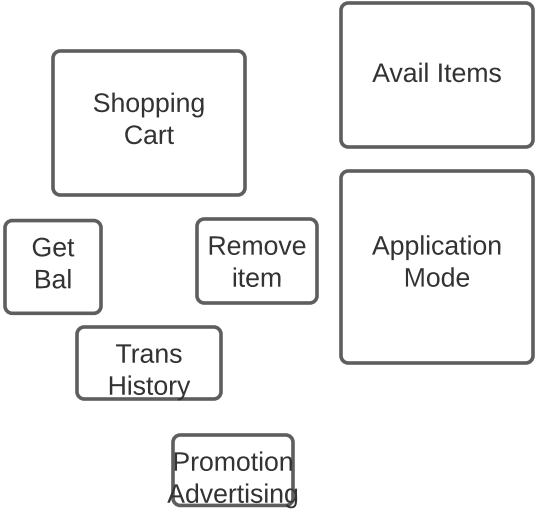 Avail Items
Shopping
Cart
Get
Bal
Remove
item
Application
Mode
Trans
History
Promotion
Advertising